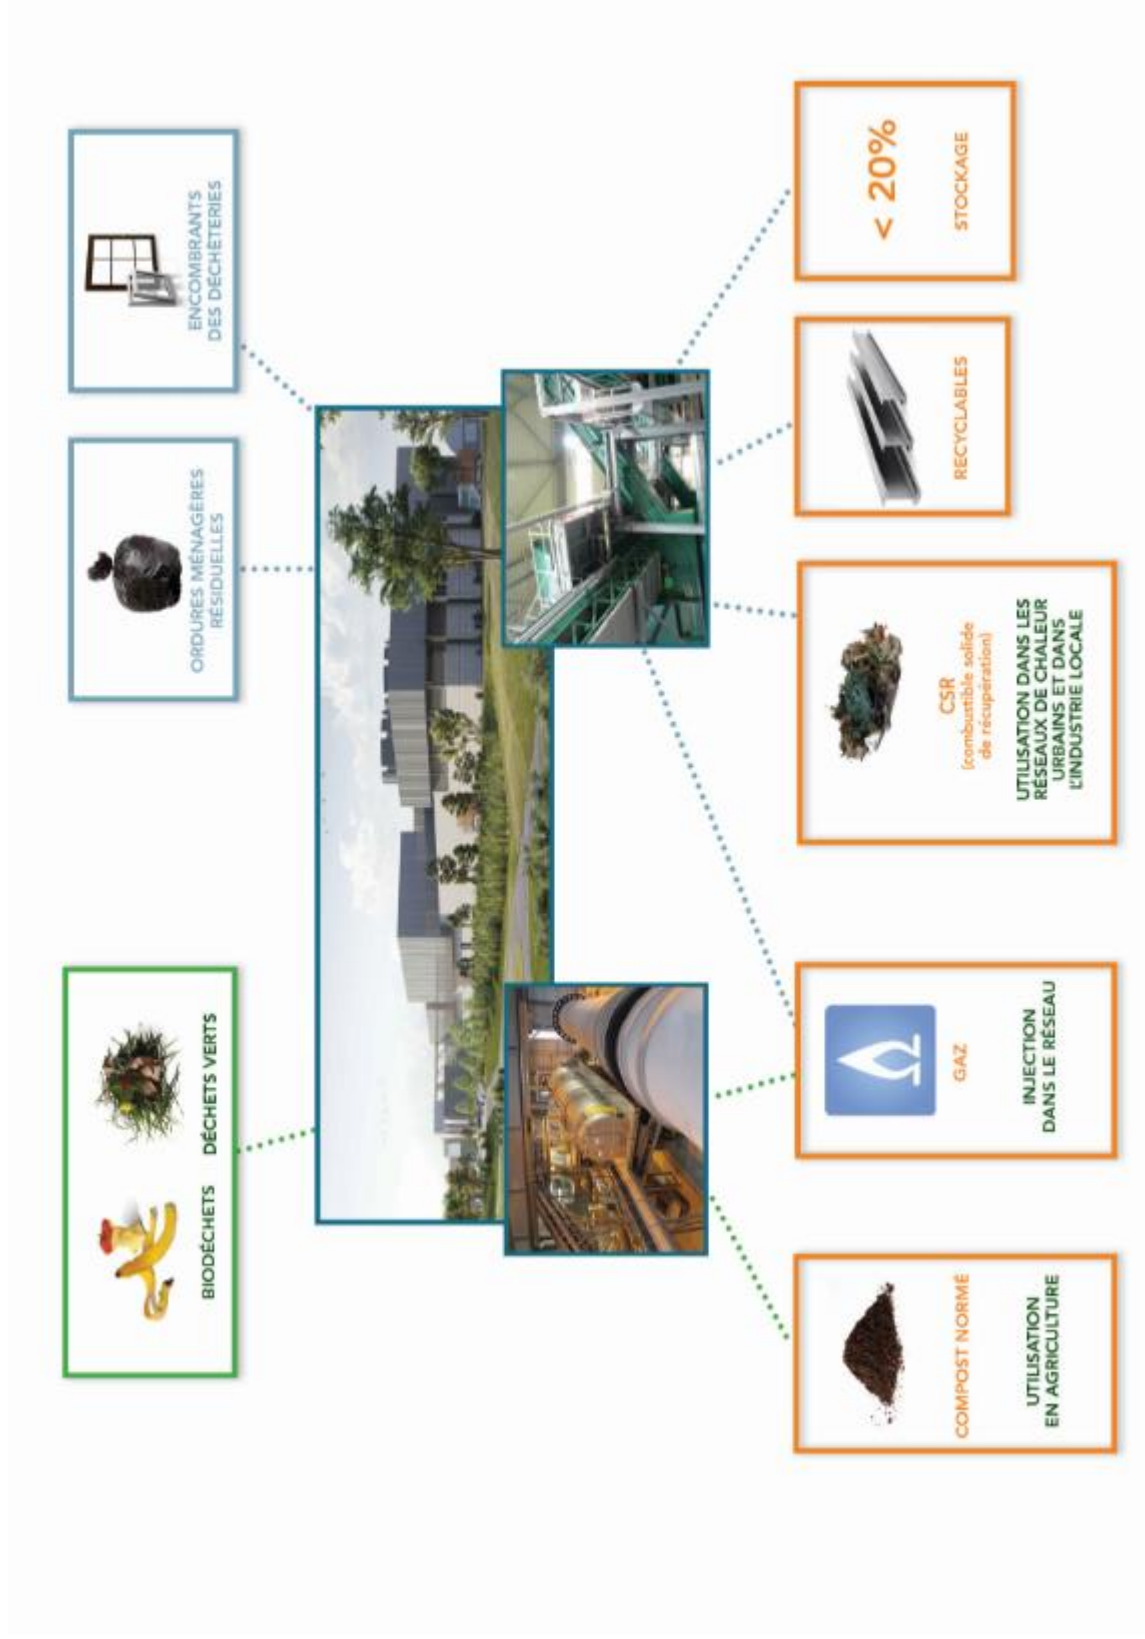 BIODÉCHETS
DÉCHETS VERTS
ORDURES MÉNAGÈRES
RÉSIDUELLES
ENCOMBRANTS
DES DÉCHÈTERIES
COMPOST NORMÉ
UTILISATION
EN AGRICULTURE
GAZ
INJECTION
DANS LE RÉSEAU
CSR
(combustible solide
de récupération)
UTILISATION DANS LES
RÉSEAUX DE CHALEUR
URBAINS ET DANS
L'INDUSTRIE LOCALE
RECYCLABLES
< 20%
STOCKAGE